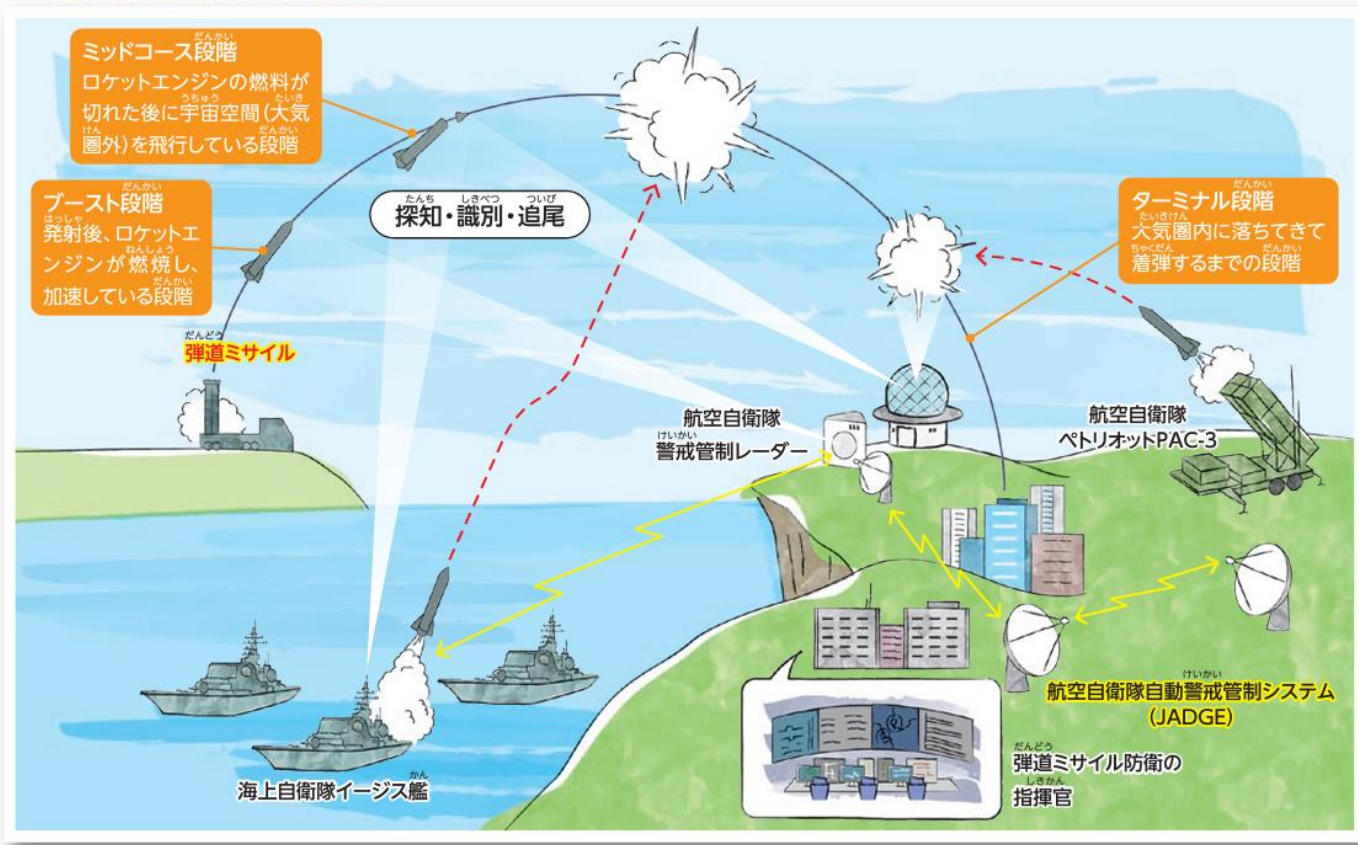 ミッドコース段階
ロケットエンジンの燃料が
切れた後に宇宙空間(大気
圏外)を飛行している段階
ブースト段階
発射後、ロケットエ
ンジンが燃焼し、
加速している段階
探知・識別・追尾
ターミナル段階
大気圏内に落ちてきて
着弾するまでの段階
弾道ミサイル
航空自衛隊
警戒管制レーダー
航空自衛隊
ペトリオットPAC-3
航空自衛隊自動警戒管制システム
(JADGE)
弾道ミサイル防衛の
指揮官
海上自衛隊イージス艦